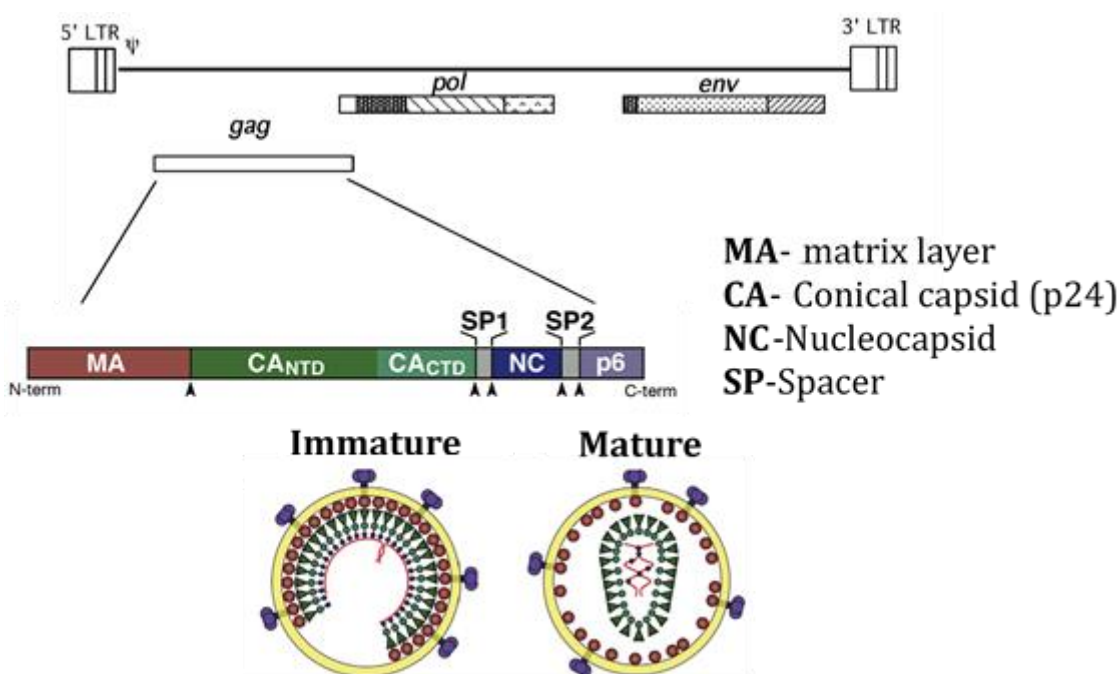 5' LTR ψ 3' LTR
pol env
gag
MA- matrix layer
CA- Conical capsid (p24)
NC-Nucleocapsid
SP-Spacer
SP1 SP2
MA CANTD CACTD NC p6
N-term C-term
Immature Mature